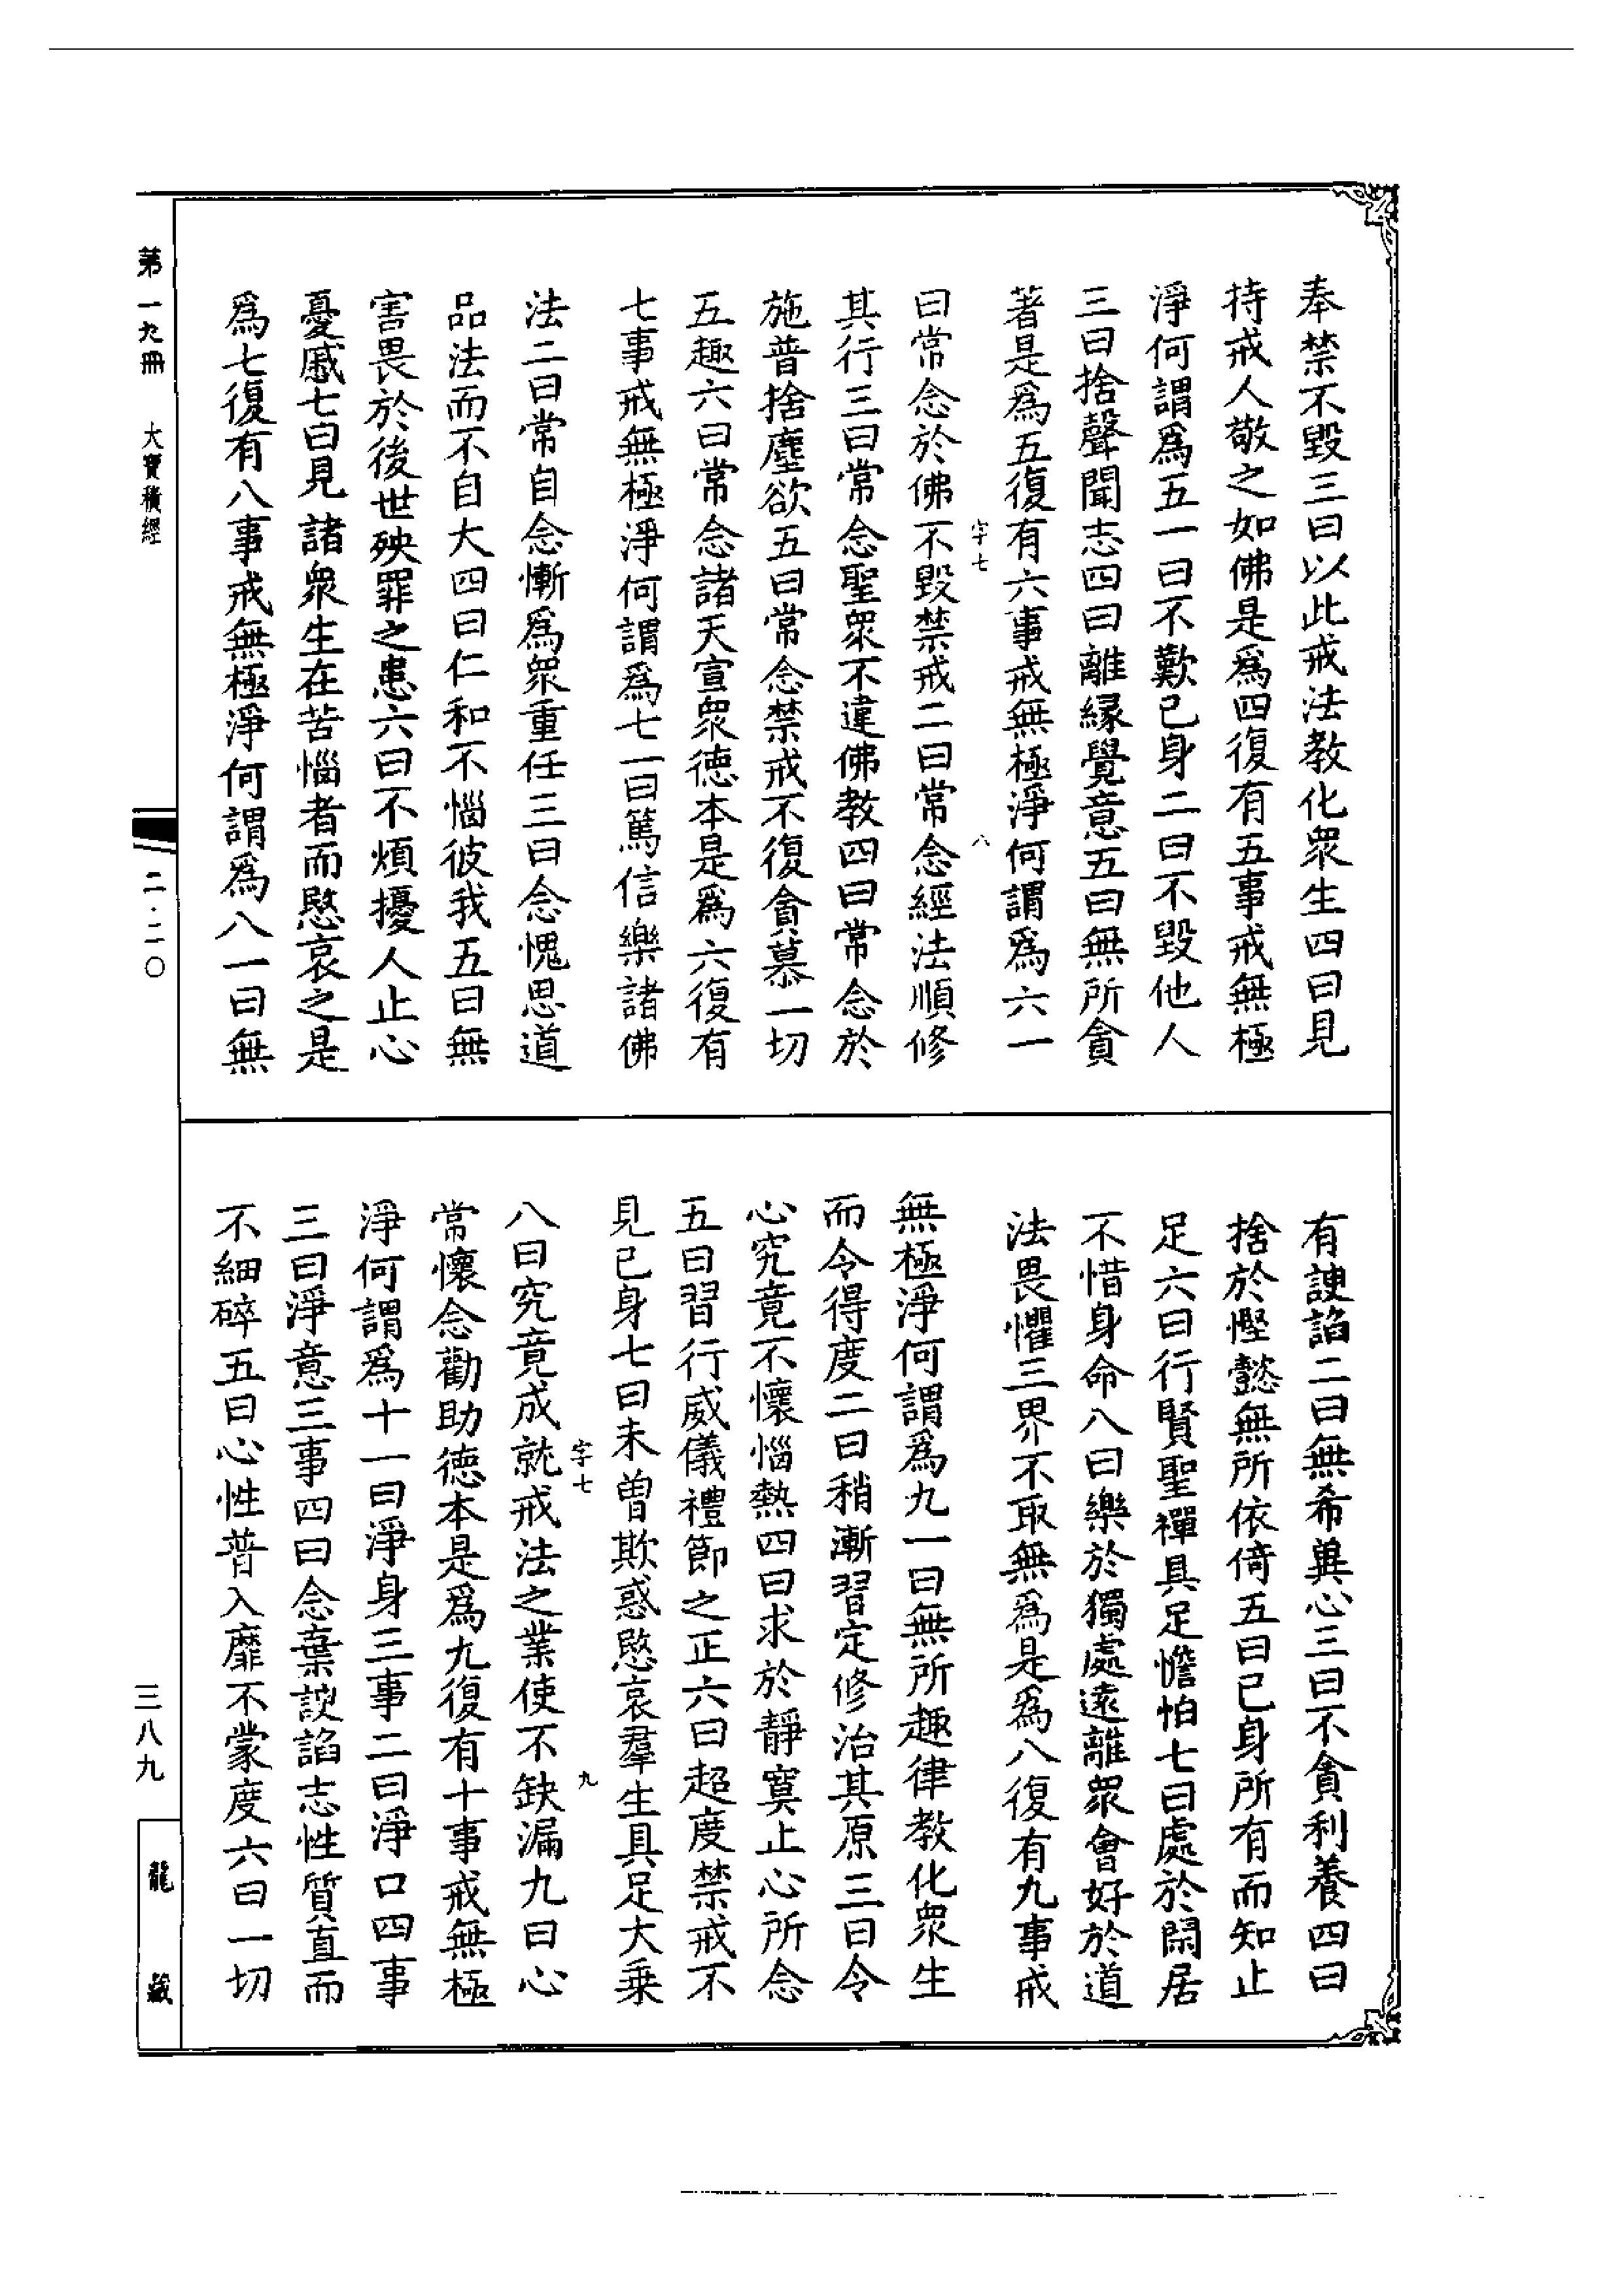 奉禁不毀三曰以此戒法教化眾生四曰見
持戒人敬之如佛是爲四復有五事戒無極
淨何謂爲五一曰不歎己身二曰不毀他人
三曰捨聲聞志四曰離緣覺意五曰無所貪
著是爲五復有六事戒無極淨何謂爲六一
字七
八
曰常念於佛不毀禁戒二曰常念經法順修
其行三曰常念聖眾不違佛教四曰常念於
施普捨塵欲五曰常念禁戒不復貪慕一切
五趣六曰常念諸天宣眾德本是爲六復有
七事戒無極淨何謂爲七一曰篤信樂諸佛
法二曰常自念慚爲眾重任三曰念愧思道
品法而不自大四曰仁和不惱彼我五曰無
害畏於後世殃罪之患六曰不煩擾人止心
憂慼七曰見諸眾生在苦惱者而愍哀之是
爲七復有八事戒無極淨何謂爲八一曰無
有諛諂二曰無希冀心三曰不貪利養四曰
捨於慳懿無所依倚五曰己身所有而知止
足六曰行賢聖禪具足憺怕七曰處於閑居
不惜身命八曰樂於獨處遠離眾會好於道
法畏懼三界不取無爲是爲八復有九事戒
無極淨何謂爲九一曰無所趣律教化眾生
而令得度二曰稍漸習定修治其原三曰令
心究竟不懷惱熱四曰求於靜寞止心所念
五曰習行威儀禮節之正六曰超度禁戒不
見己身七曰未曾欺惑愍哀羣生具足大乘
字七
九
八曰究竟成就戒法之業使不缺漏九曰心
常懷念勸助德本是爲九復有十事戒無極
淨何謂爲十一曰淨身三事二曰淨口四事
三曰淨意三事四曰念棄諛諂志性質直而
不細碎五曰心性普入靡不蒙度六曰一切
第一九冊
大寶積經
二·二〇
三八九
龍藏